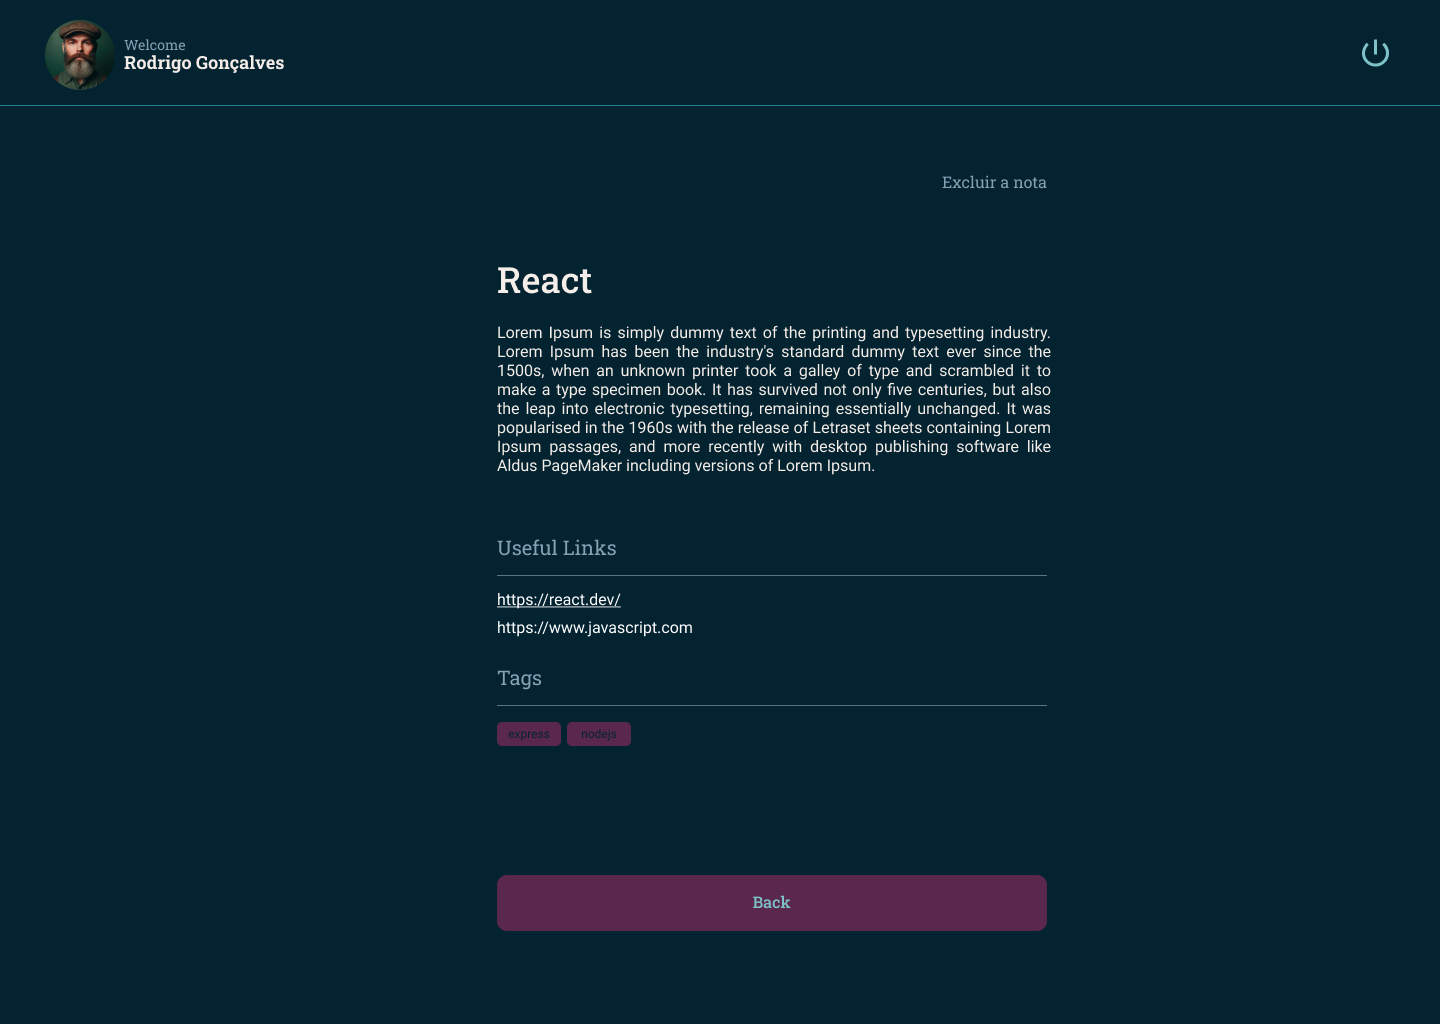 Welcome
Rodrigo Gonçalves
Excluir a nota
React
Lorem Ipsum is simply dummy text of the printing and typesetting industry.
Lorem Ipsum has been the industry's standard dummy text ever since the
1500s, when an unknown printer took a galley of type and scrambled it to
make a type specimen book. It has survived not only five centuries, but also
the leap into electronic typesetting, remaining essentially unchanged. It was
popularised in the 1960s with the release of Letraset sheets containing Lorem
Ipsum passages, and more recently with desktop publishing software like
Aldus PageMaker including versions of Lorem Ipsum.
Useful Links
https://react.dev/
https://www.javascript.com
Tags
express nodejs
Back